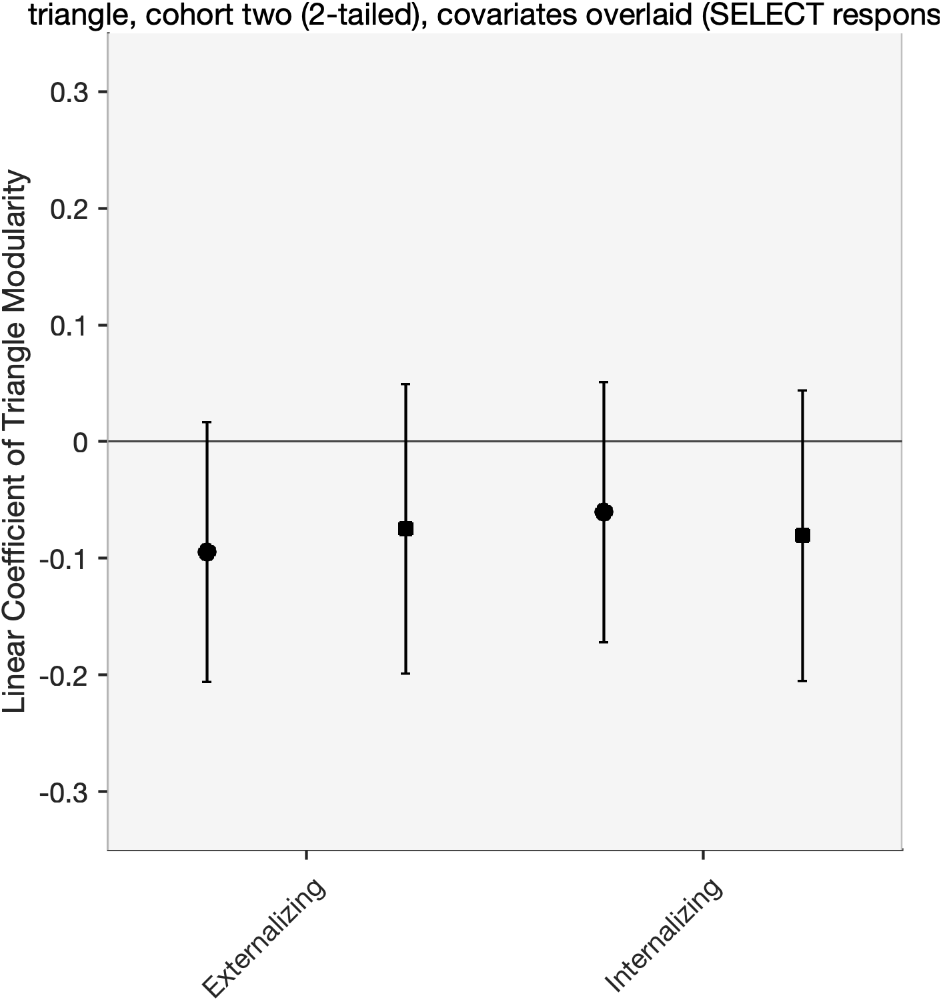 triangle, cohort two (2-tailed), covariates overlaid (SELECT respons
Linear Coefficient of Triangle Modularity
0.3
0.2
0.1
0
-0.1
-0.2
-0.3
Externalizing
Internalizing